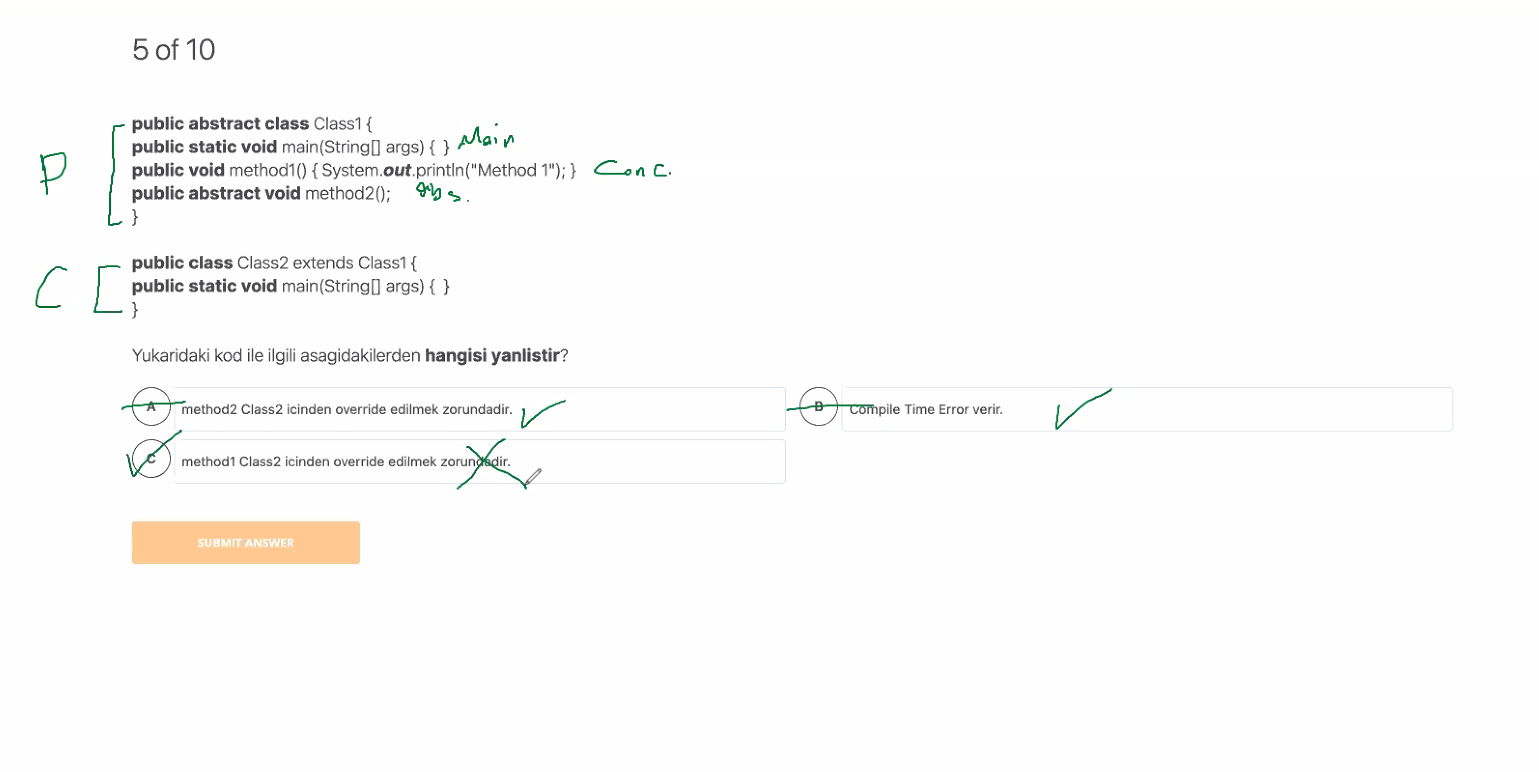 5 of 10
public abstract class Class1 {
public static void main(String[] args) { } Main
P
public void method1() { System.out.println("Method 1"); } Conc.
public abstract void method2(); abs.
}
public class Class2 extends Class1 {
C
public static void main(String[] args) { }
}
Yukaridaki kod ile ilgili asagidakilerden hangisi yanlistir?
A method2 Class2 icinden override edilmek zorundadir.
B Compile Time Error verir.
C method1 Class2 icinden override edilmek zorundadir.
SUBMIT ANSWER